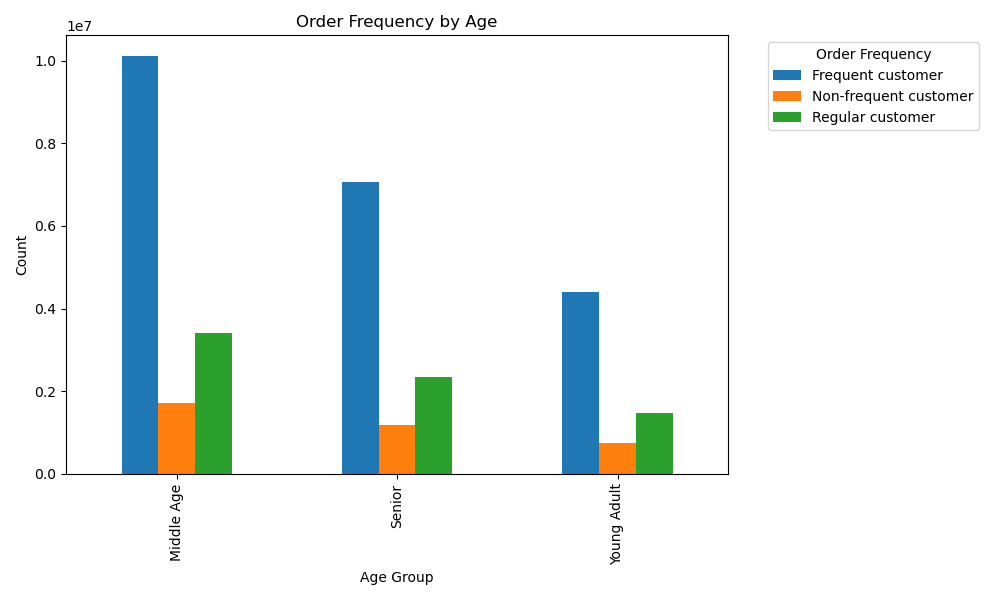 Order Frequency by Age
1e7
1.0
0.8
0.6
0.4
0.2
0.0
Count
Middle Age
Senior
Young Adult
Age Group
Order Frequency
Frequent customer
Non-frequent customer
Regular customer